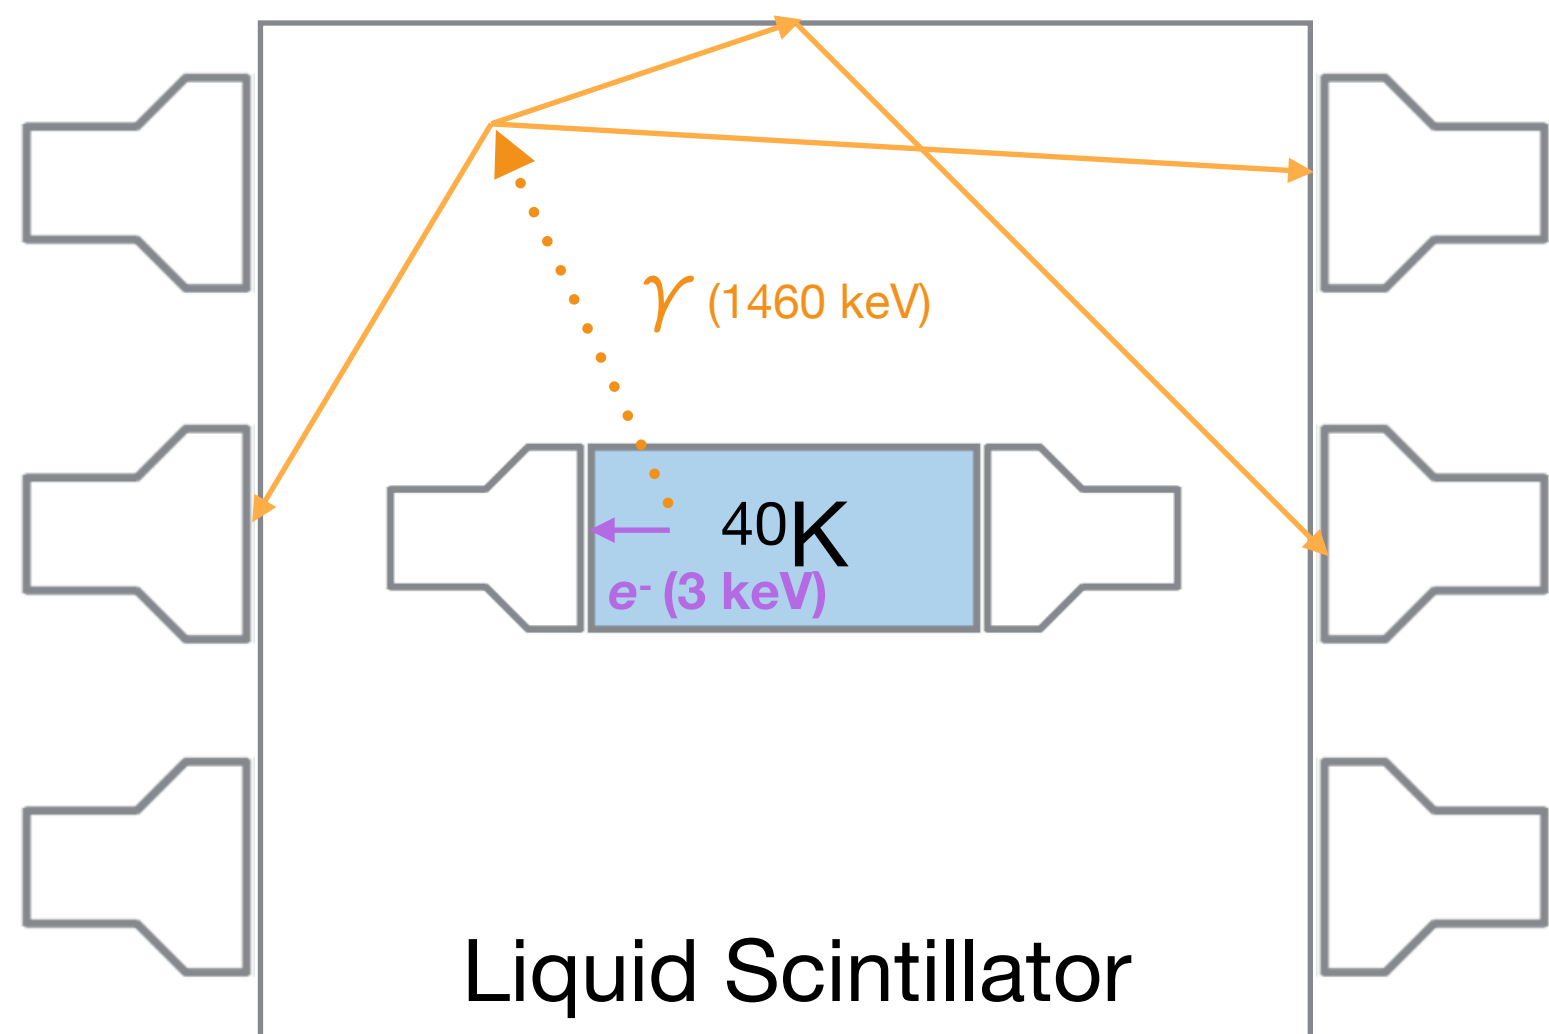 γ (1460 keV)
⁴⁰K
e⁻ (3 keV)
Liquid Scintillator